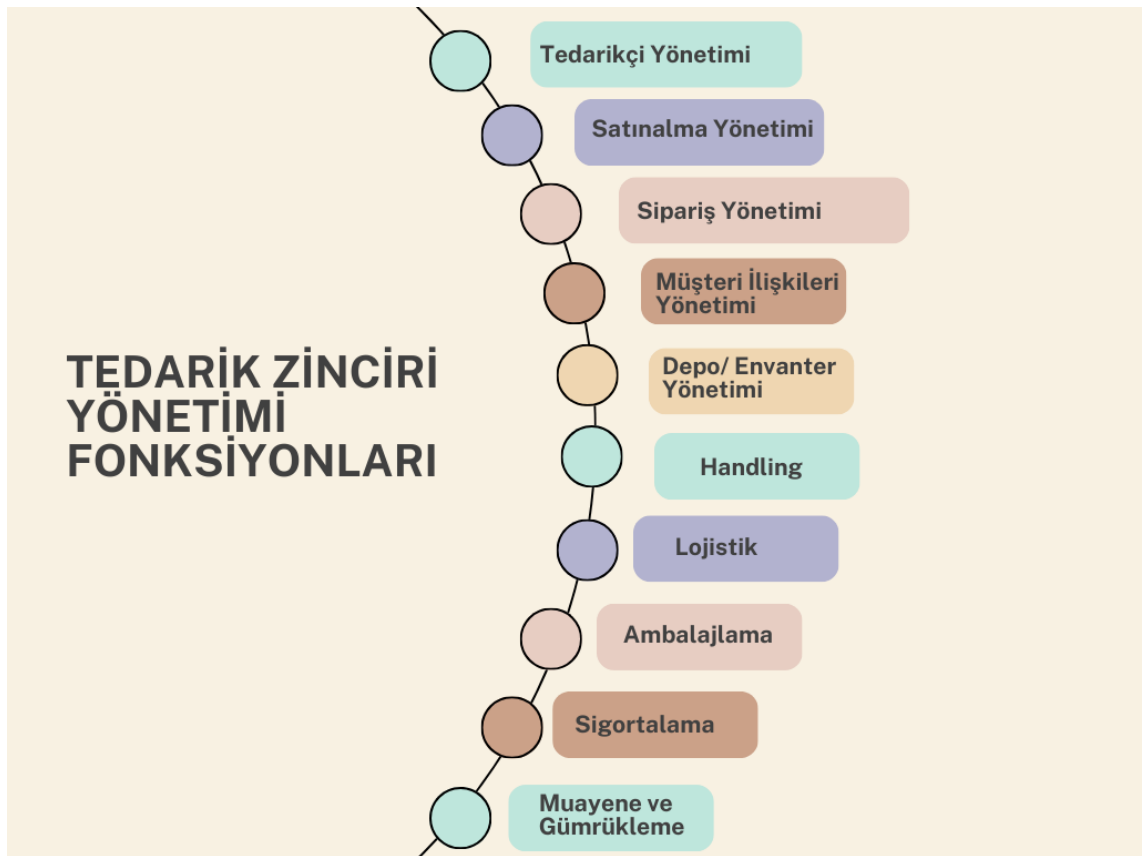 TEDARİK ZİNCİRİ
YÖNETİMİ
FONKSİYONLARI
Tedarikçi Yönetimi
Satınalma Yönetimi
Sipariş Yönetimi
Müşteri İlişkileri
Yönetimi
Depo/ Envanter
Yönetimi
Handling
Lojistik
Ambalajlama
Sigortalama
Muayene ve
Gümrükleme